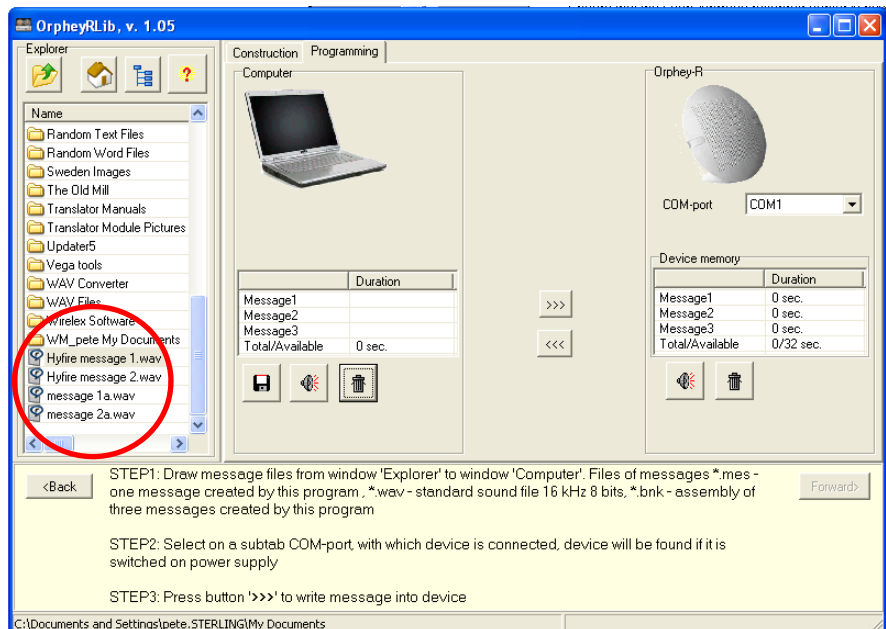 OrpheyRLib, v. 1.05
Explorer
?
Name
Random Text Files
Random Word Files
Sweden Images
The Old Mill
Translator Manuals
Translator Module Pictures
Updater5
Vega tools
WAV Converter
WAV Files
Wirelex Software
WM_pete My Documents
Hyfire message 1.wav
Hyfire message 2.wav
message 1a.wav
message 2a.wav
Construction Programming
Computer
Duration
Message1
Message2
Message3
Total/Available 0 sec.
>>>
<<<
Orphey-R
COM-port COM1
Device memory
Duration
Message1 0 sec.
Message2 0 sec.
Message3 0 sec.
Total/Available 0/32 sec.
<Back
STEP1: Draw message files from window 'Explorer' to window 'Computer'. Files of messages *.mes -
one message created by this program , *.wav - standard sound file 16 kHz 8 bits, *.bnk - assembly of
three messages created by this program
STEP2: Select on a subtab COM-port, with which device is connected, device will be found if it is
switched on power supply
STEP3: Press button '>>>' to write message into device
Forward>
C:\Documents and Settings\pete.STERLING\My Documents